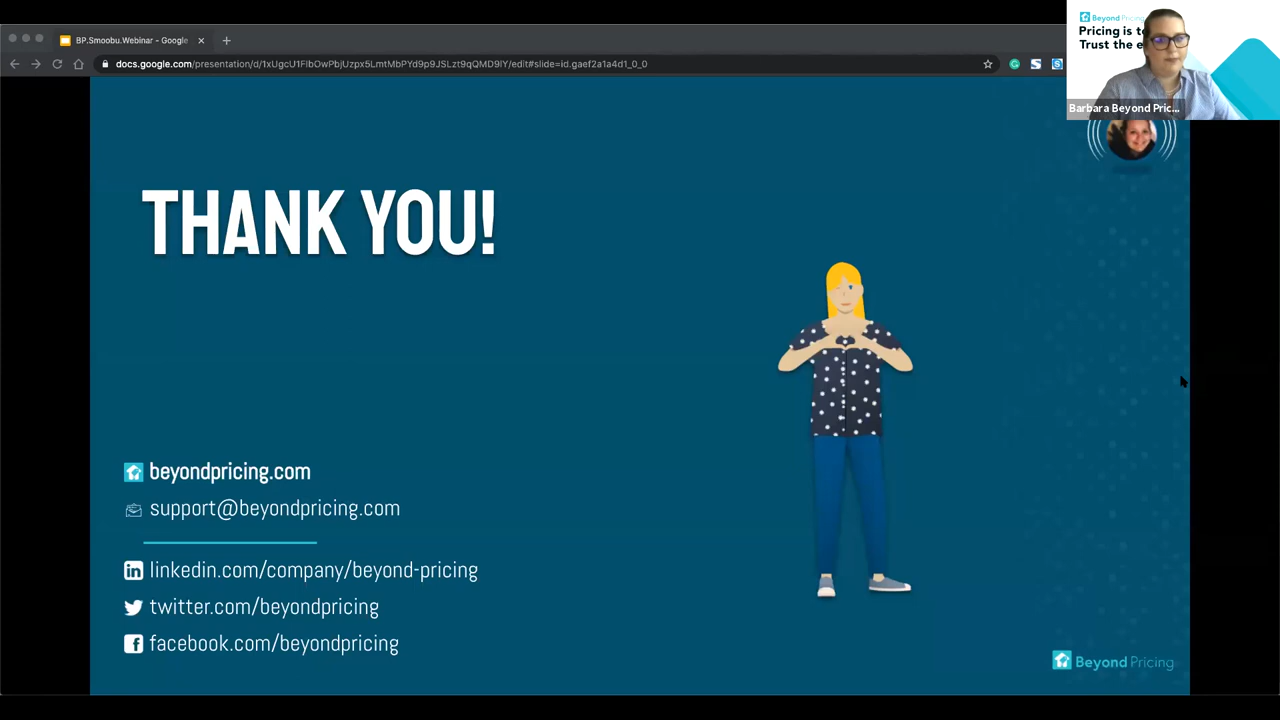 BP.Smoobu.Webinar - Google
Beyond Pricing
Pricing is
Trust the
docs.google.com/presentation/d/1xUgcU1FIbOwPbjUzpx5LmtMbPYd9p9JSLzt9qQMD9IY/edit#slide=id.gaef2a1a4d1_0_0
Barbara Beyond Pric...
THANK YOU!
beyondpricing.com
support@beyondpricing.com
linkedin.com/company/beyond-pricing
twitter.com/beyondpricing
facebook.com/beyondpricing
Beyond Pricing